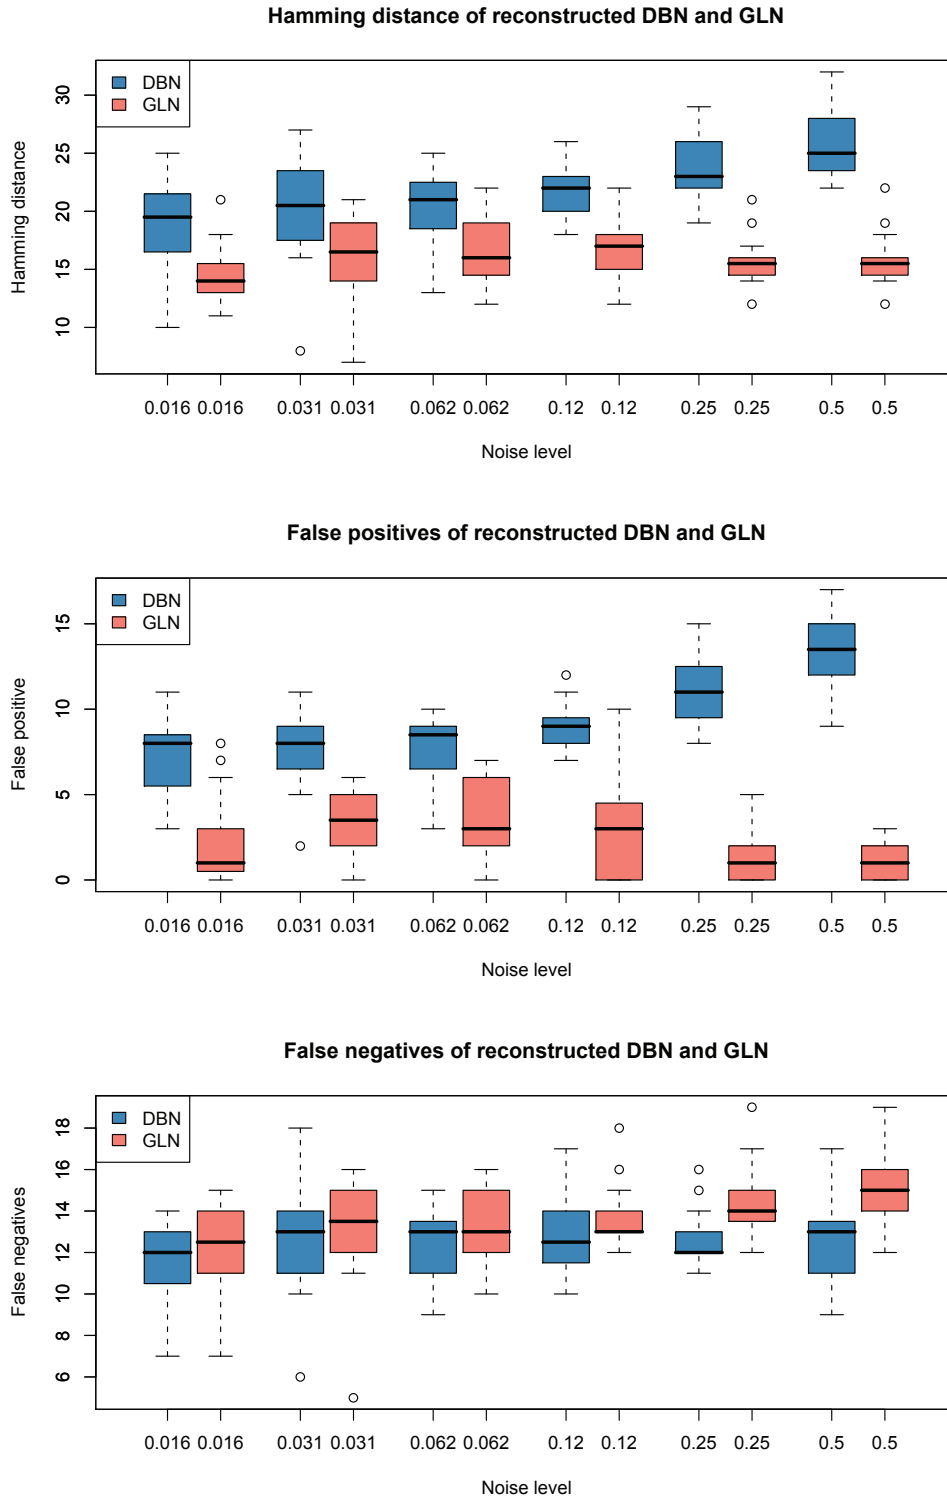 Hamming distance of reconstructed DBN and GLN
DBN
GLN
Hamming distance
30
25
20
15
10
0.016 0.016 0.031 0.031 0.062 0.062 0.12 0.12 0.25 0.25 0.5 0.5
Noise level
False positives of reconstructed DBN and GLN
DBN
GLN
False positive
15
10
5
0
0.016 0.016 0.031 0.031 0.062 0.062 0.12 0.12 0.25 0.25 0.5 0.5
Noise level
False negatives of reconstructed DBN and GLN
DBN
GLN
False negatives
18
16
14
12
10
8
6
0.016 0.016 0.031 0.031 0.062 0.062 0.12 0.12 0.25 0.25 0.5 0.5
Noise level